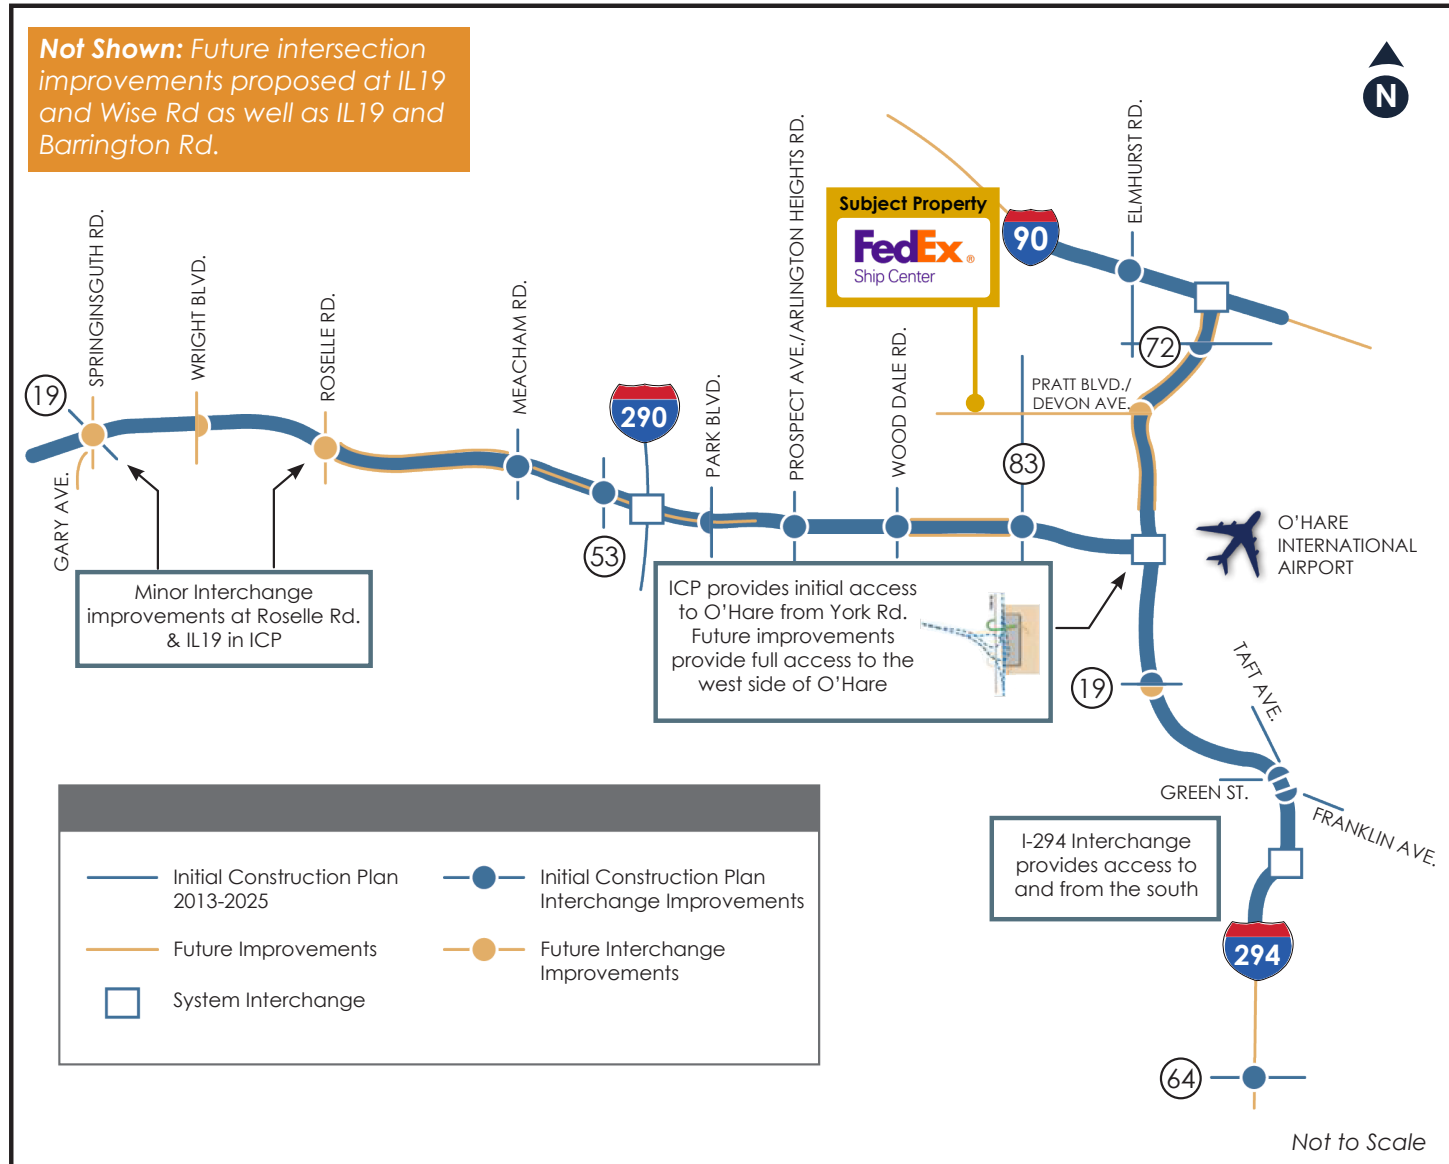 Not Shown: Future intersection
improvements proposed at IL19
and Wise Rd as well as IL19 and
Barrington Rd.
N
SPRINGINSGUTH RD.
WRIGHT BLVD.
ROSELLE RD.
MEACHAM RD.
PARK BLVD.
PROSPECT AVE./ARLINGTON HEIGHTS RD.
WOOD DALE RD.
ELMHURST RD.
Subject Property
FedEx®
Ship Center
90
72
PRATT BLVD./
DEVON AVE.
19
290
83
GARY AVE.
53
O'HARE
INTERNATIONAL
AIRPORT
Minor Interchange
improvements at Roselle Rd.
& IL19 in ICP
ICP provides initial access
to O'Hare from York Rd.
Future improvements
provide full access to the
west side of O'Hare
19
TAFT AVE.
GREEN ST.
FRANKLIN AVE.
I-294 Interchange
provides access to
and from the south
294
64
Initial Construction Plan
2013-2025
Initial Construction Plan
Interchange Improvements
Future Improvements
Future Interchange
Improvements
System Interchange
Not to Scale